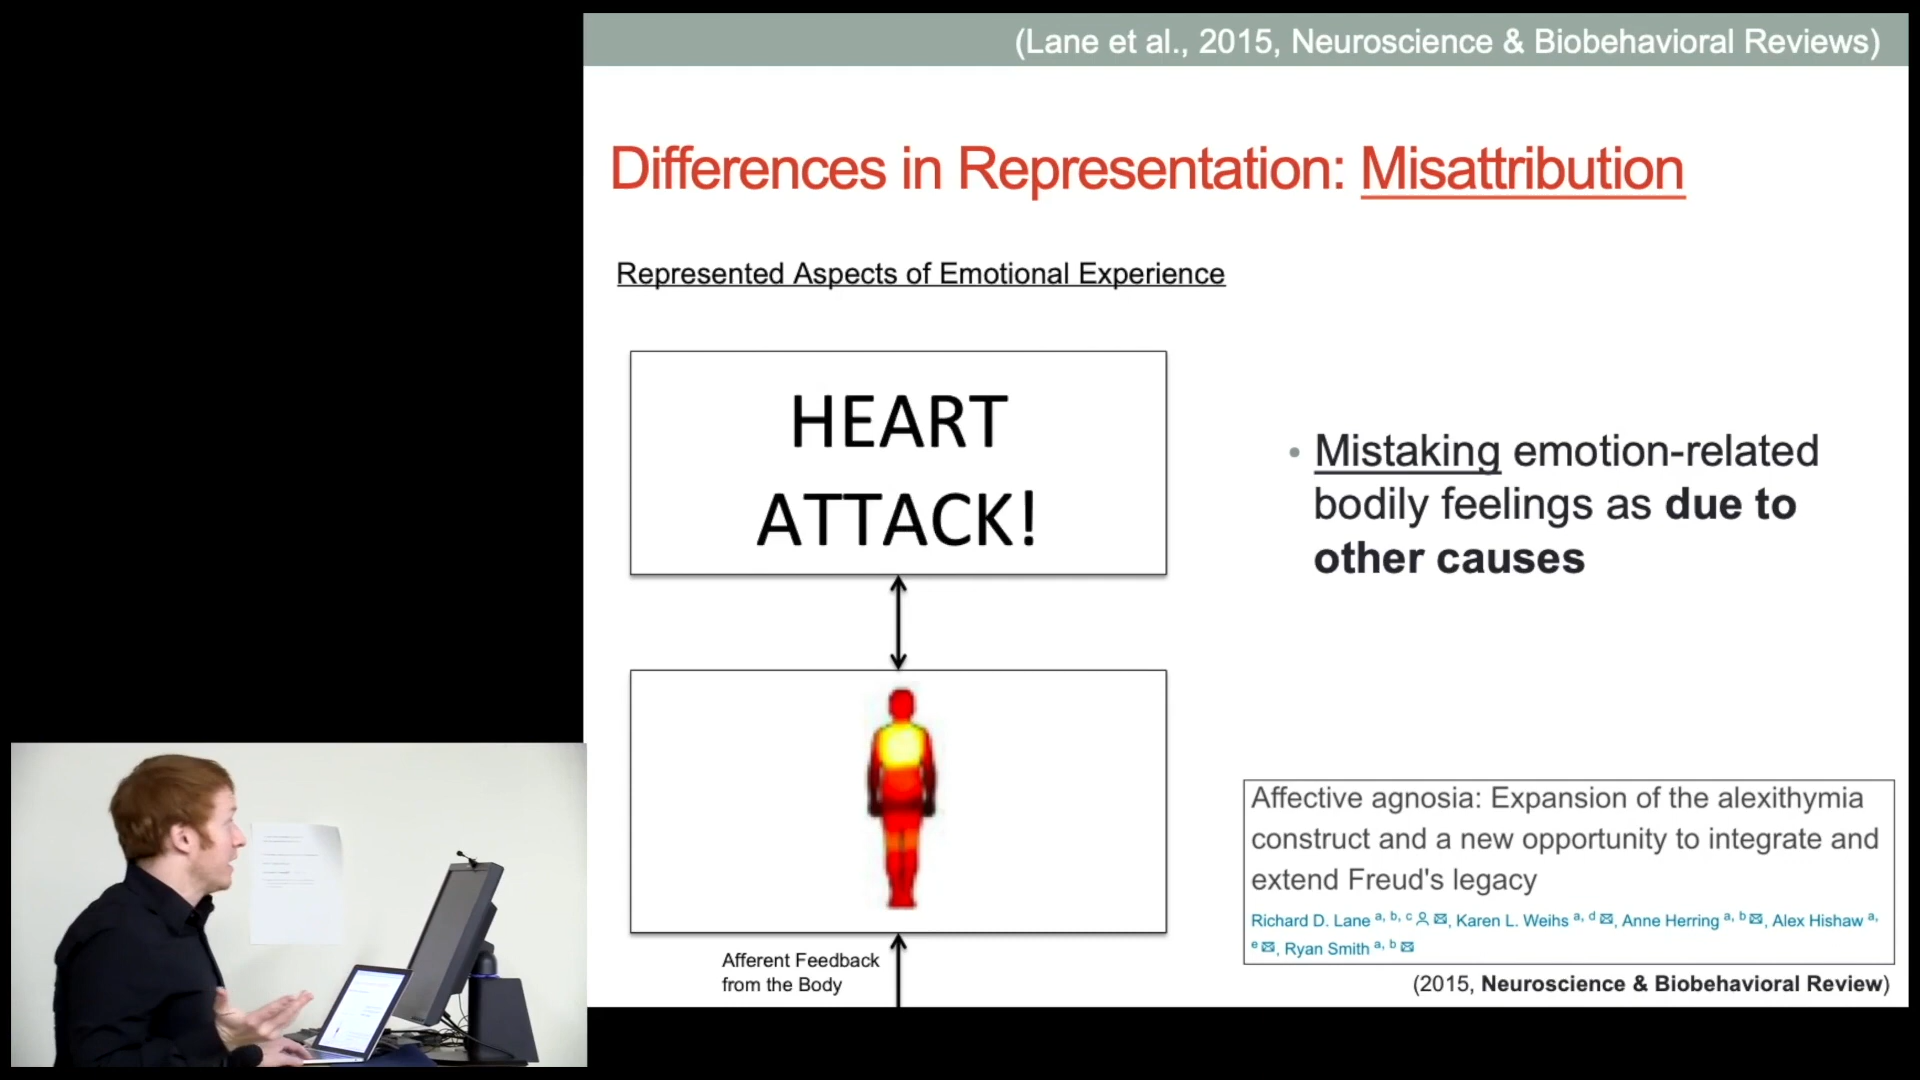 (Lane et al., 2015, Neuroscience & Biobehavioral Reviews)
Differences in Representation: Misattribution
Represented Aspects of Emotional Experience
HEART
ATTACK!
• Mistaking emotion-related
bodily feelings as due to
other causes
Afferent Feedback
from the Body
Affective agnosia: Expansion of the alexithymia
construct and a new opportunity to integrate and
extend Freud's legacy
Richard D. Lane a, b, c, Karen L. Weihs a, d, Anne Herring a, b, Alex Hishaw a,
e, Ryan Smith a, b
(2015, Neuroscience & Biobehavioral Review)